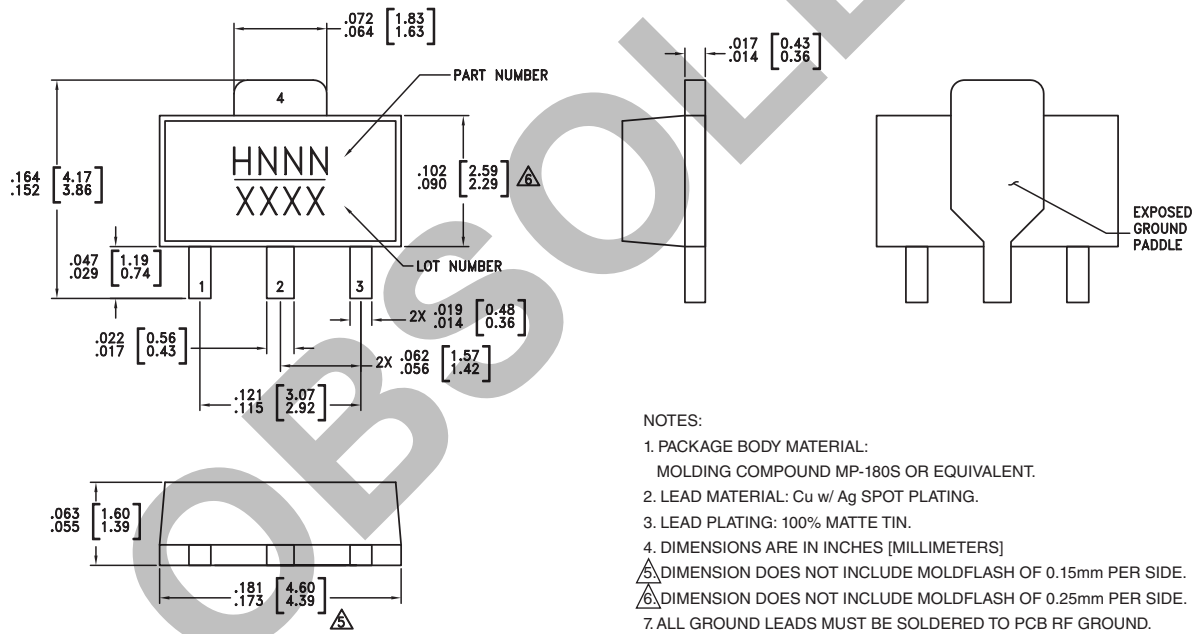 .072 [1.83]
.064 [1.63]
PART NUMBER
4
HNNN
XXXX
.164 [4.17]
.152 [3.86]
.102 [2.59]
.090 [2.29] 6
.047 [1.19]
.029 [0.74]
LOT NUMBER
1 2 3
2X .019 [0.48]
.014 [0.36]
.022 [0.56]
.017 [0.43]
2X .062 [1.57]
.056 [1.42]
.121 [3.07]
.115 [2.92]
.017 [0.43]
.014 [0.36]
EXPOSED
GROUND
PADDLE
.063 [1.60]
.055 [1.39]
.181 [4.60]
.173 [4.39] 5
NOTES:
1. PACKAGE BODY MATERIAL:
MOLDING COMPOUND MP-180S OR EQUIVALENT.
2. LEAD MATERIAL: Cu w/ Ag SPOT PLATING.
3. LEAD PLATING: 100% MATTE TIN.
4. DIMENSIONS ARE IN INCHES [MILLIMETERS]
5. DIMENSION DOES NOT INCLUDE MOLDFLASH OF 0.15mm PER SIDE.
6. DIMENSION DOES NOT INCLUDE MOLDFLASH OF 0.25mm PER SIDE.
7. ALL GROUND LEADS MUST BE SOLDERED TO PCB RF GROUND.
OBSOLE